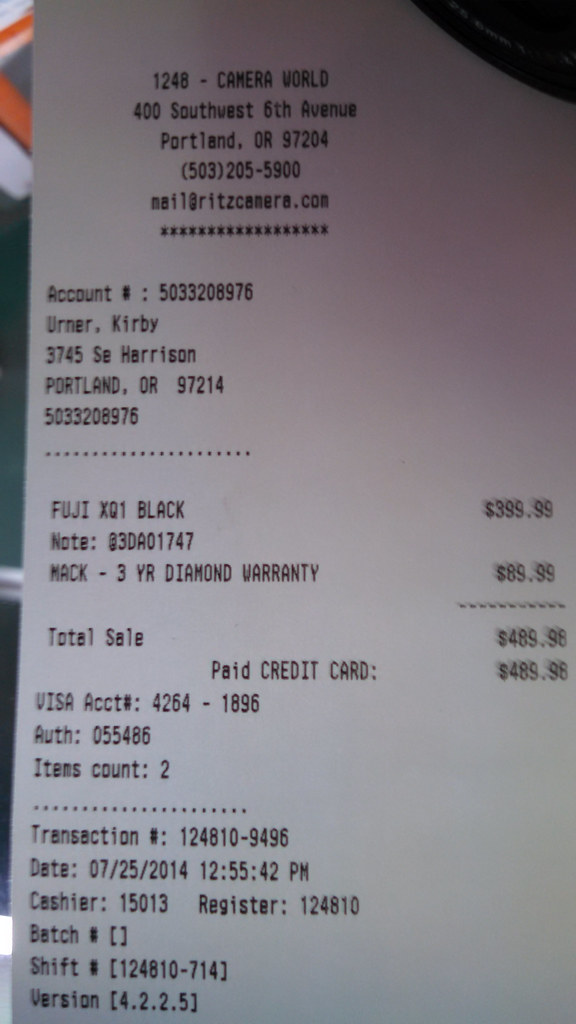 1248 - CAMERA WORLD
400 Southwest 6th Avenue
Portland, OR 97204
(503)205-5900
mail@ritzcamera.com
******************
Account # : 5033208976
Urner, Kirby
3745 Se Harrison
PORTLAND, OR 97214
5033208976
......................
FUJI XQ1 BLACK $399.99
Note: @3DA01747
MACK - 3 YR DIAMOND WARRANTY $89.99
-----------
Total Sale $489.98
Paid CREDIT CARD: $489.98
VISA Acct#: 4264 - 1896
Auth: 055486
Items count: 2
......................
Transaction #: 124810-9496
Date: 07/25/2014 12:55:42 PM
Cashier: 15013 Register: 124810
Batch # []
Shift # [124810-714]
Version [4.2.2.5]